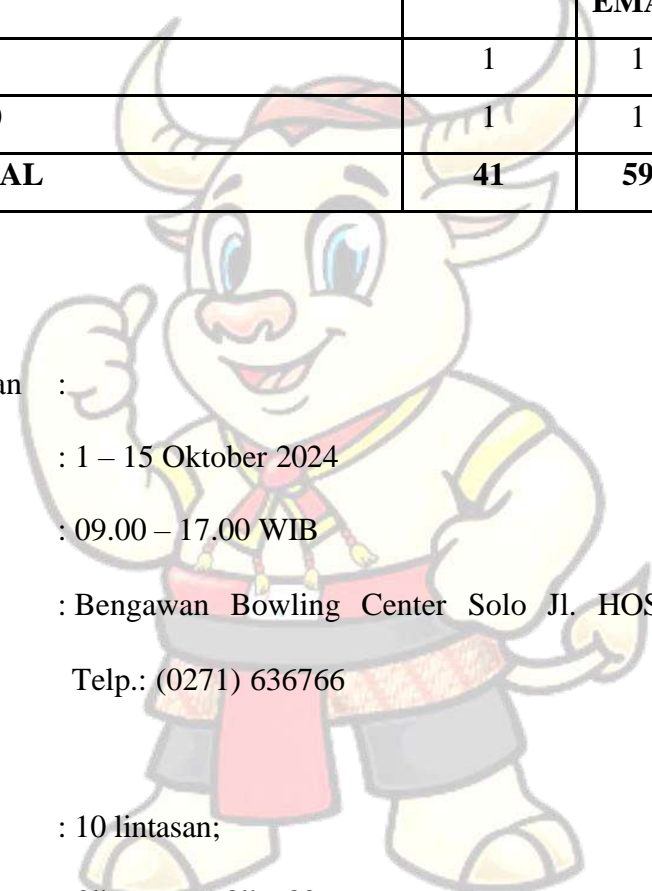 1 1
1 1
AL 41 59
an :
: 1 – 15 Oktober 2024
: 09.00 – 17.00 WIB
: Bengawan Bowling Center Solo Jl. HOS
Telp.: (0271) 636766
: 10 lintasan;